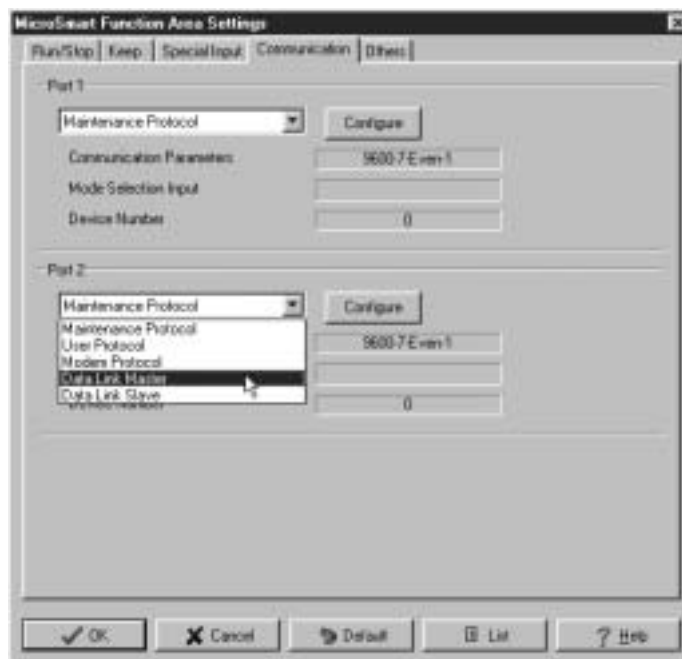 MicroSmart Function Area Settings
Run/Stop Keep Special Input Communication Others
Port 1
Maintenance Protocol Configure
Communication Parameters 9600-7-Even-1
Mode Selection Input
Device Number 0
Port 2
Maintenance Protocol Configure
Maintenance Protocol
User Protocol 9600-7-Even-1
Modem Protocol
Data Link Master
Data Link Slave
Device Number 0
OK Cancel Default List ? Help